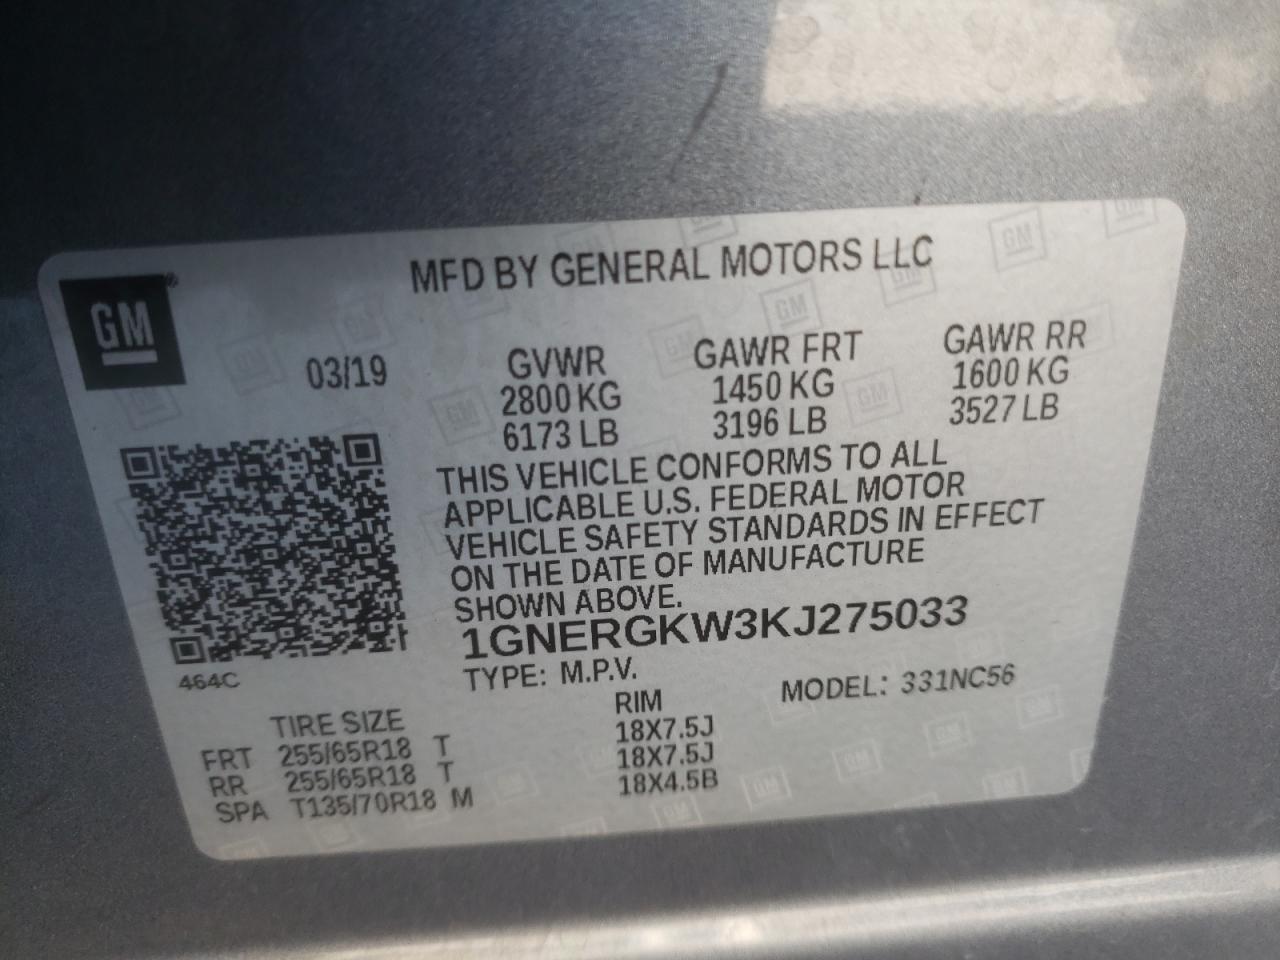 GM
MFD BY GENERAL MOTORS LLC
03/19 GVWR GAWR FRT GAWR RR
2800 KG 1450 KG 1600 KG
6173 LB 3196 LB 3527 LB
THIS VEHICLE CONFORMS TO ALL
APPLICABLE U.S. FEDERAL MOTOR
VEHICLE SAFETY STANDARDS IN EFFECT
ON THE DATE OF MANUFACTURE
SHOWN ABOVE.
1GNERGKW3KJ275033
464C
TYPE: M.P.V. MODEL: 331NC56
TIRE SIZE RIM
FRT 255/65R18 T 18X7.5J
RR 255/65R18 T 18X7.5J
SPA T135/70R18 M 18X4.5B